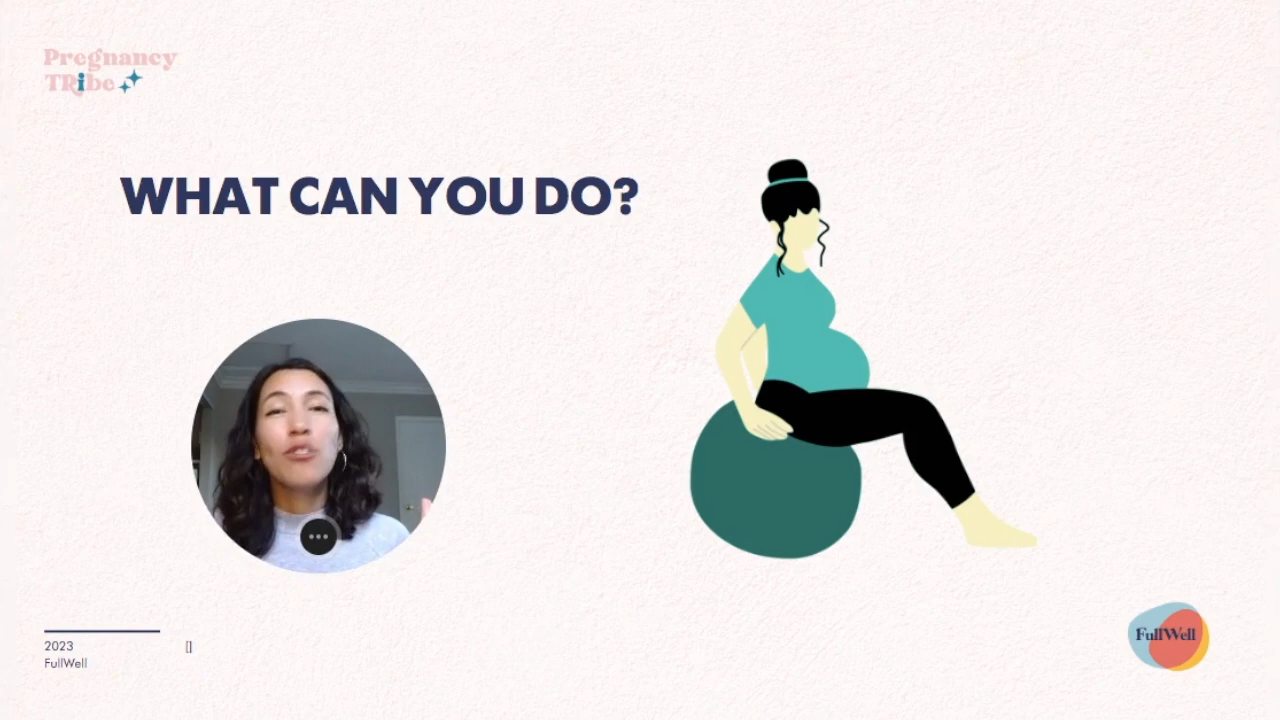 Pregnancy
TRibe
WHAT CAN YOU DO?
2023
[]
FullWell
FullWell